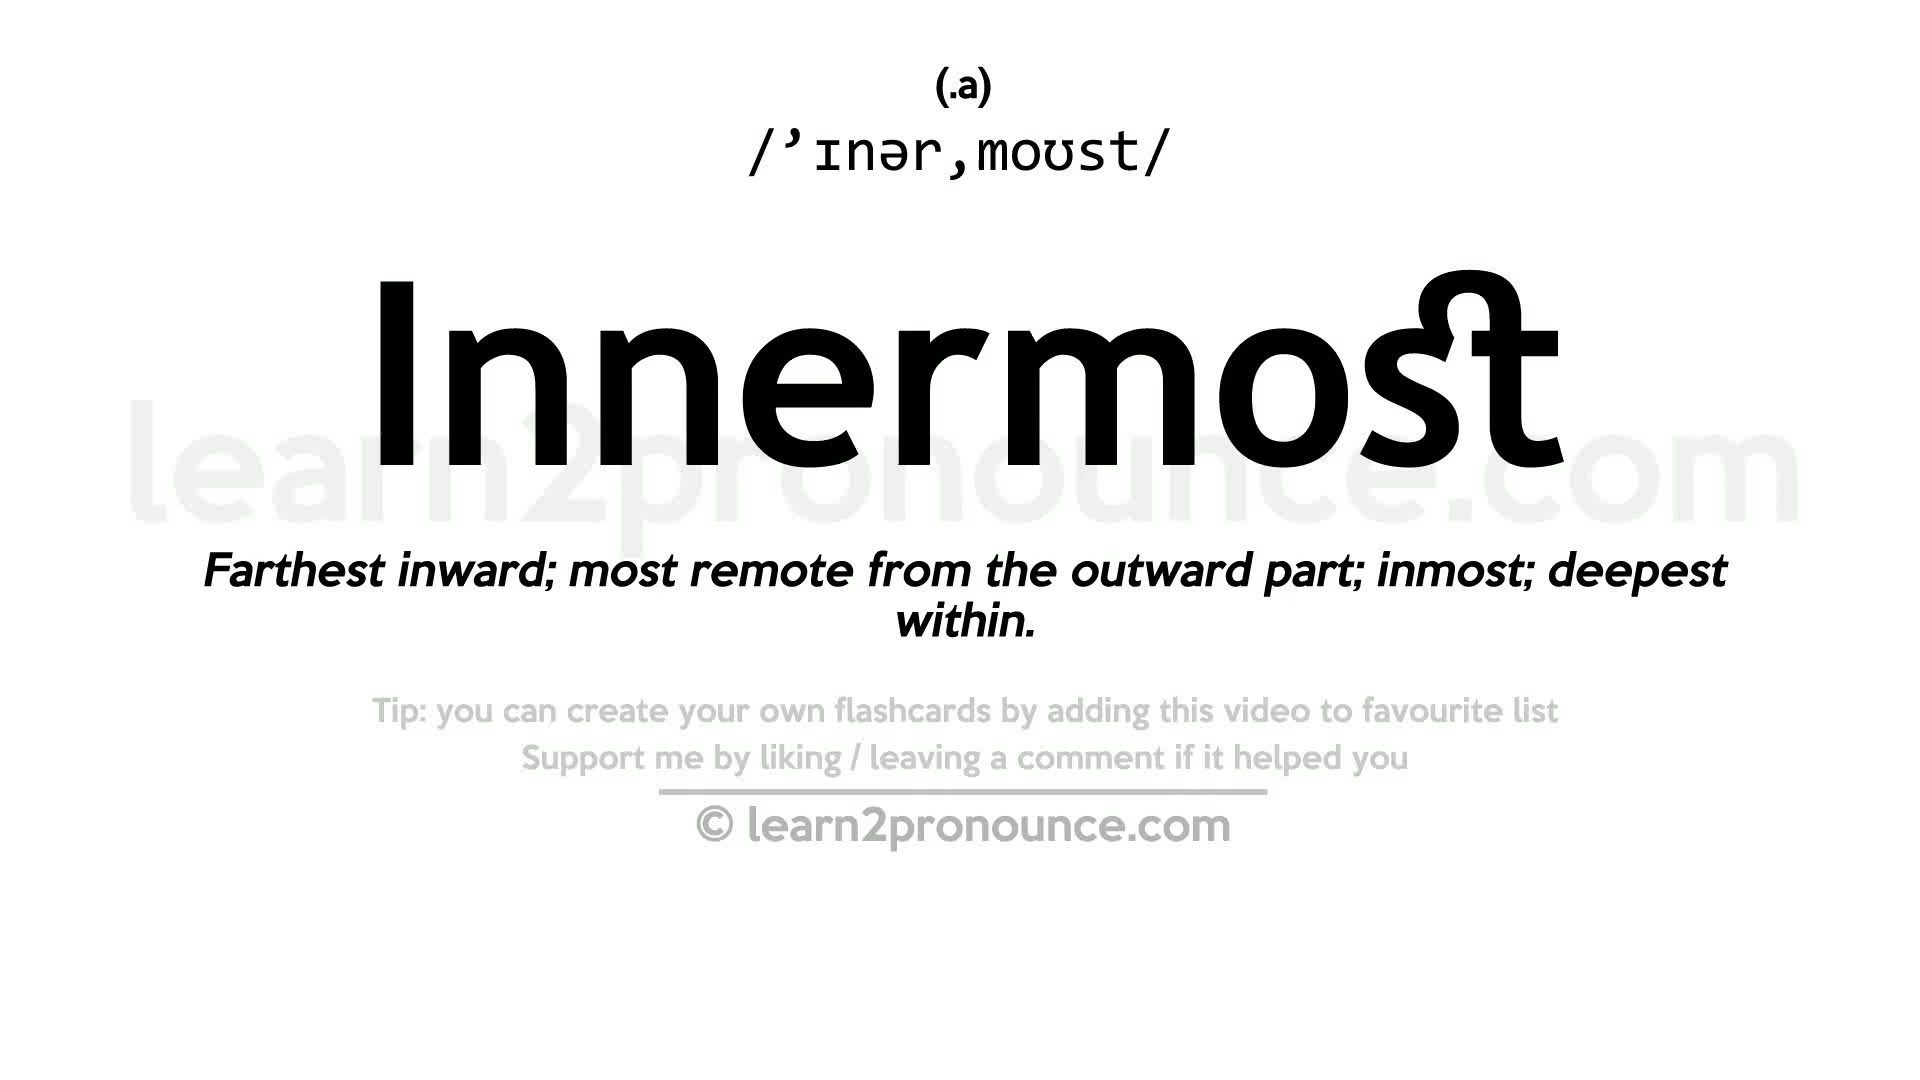 (.a)
/’ɪnər,moʊst/
Innermost
learn2pronounce.com
Farthest inward; most remote from the outward part; inmost; deepest
within.
Tip: you can create your own flashcards by adding this video to favourite list
Support me by liking / leaving a comment if it helped you
© learn2pronounce.com